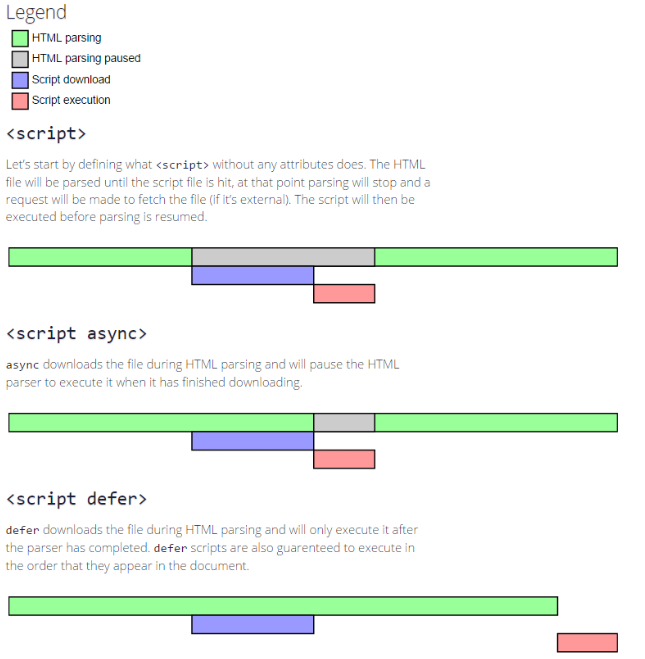 Legend
HTML parsing
HTML parsing paused
Script download
Script execution
<script>
Let's start by defining what <script> without any attributes does. The HTML
file will be parsed until the script file is hit, at that point parsing will stop and a
request will be made to fetch the file (if it's external). The script will then be
executed before parsing is resumed.
<script async>
async downloads the file during HTML parsing and will pause the HTML
parser to execute it when it has finished downloading.
<script defer>
defer downloads the file during HTML parsing and will only execute it after
the parser has completed. defer scripts are also guarenteed to execute in
the order that they appear in the document.